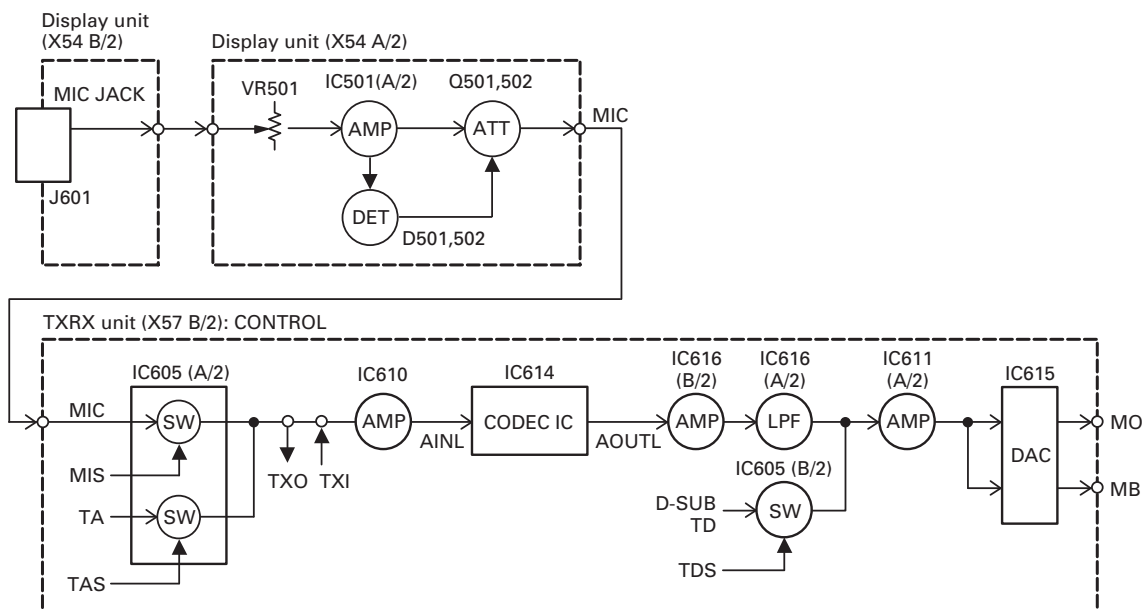 Display unit
(X54 B/2)
Display unit (X54 A/2)
MIC JACK
VR501
IC501(A/2)
Q501,502
MIC
AMP
ATT
J601
DET
D501,502
TXRX unit (X57 B/2): CONTROL
IC605 (A/2)
IC610
IC614
IC616
(B/2)
IC616
(A/2)
IC611
(A/2)
IC615
MIC
SW
AMP
CODEC IC
AMP
LPF
AMP
DAC
MO
AINL
AOUTL
MIS
TXO
TXI
IC605 (B/2)
MB
TA
SW
D-SUB
TD
SW
TAS
TDS